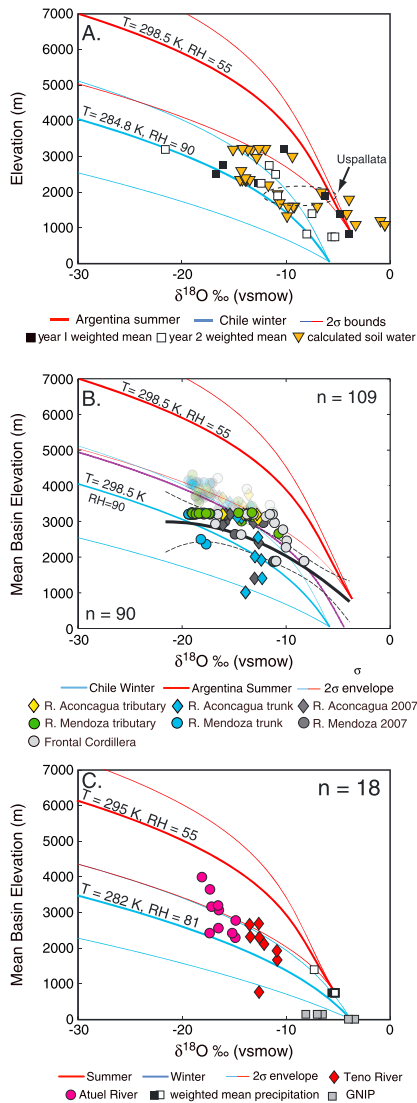 A.
7000
6000
5000
4000
3000
2000
1000
0
Elevation (m)
T= 298.5 K, RH = 55
T= 284.8 K, RH = 90
Uspallata
-30
-20
-10
0
δ¹⁸O ‰ (vsmow)
Argentina summer
Chile winter
2σ bounds
year 1 weighted mean
year 2 weighted mean
calculated soil water
B.
n = 109
7000
6000
5000
4000
3000
2000
1000
0
Mean Basin Elevation (m)
T= 298.5 K, RH= 55
T = 298.5 K
RH=90
n = 90
-30
-20
-10
0
δ¹⁸O ‰ (vsmow)
σ
Chile Winter
Argentina Summer
2σ envelope
R. Aconcagua tributary
R. Aconcagua trunk
R. Aconcagua 2007
R. Mendoza tributary
R. Mendoza trunk
R. Mendoza 2007
Frontal Cordillera
C.
n = 18
7000
6000
5000
4000
3000
2000
1000
0
Mean Basin Elevation (m)
T = 295 K, RH = 55
T = 282 K, RH = 81
-30
-20
-10
0
δ¹⁸O ‰ (vsmow)
Summer
Winter
2σ envelope
Teno River
Atuel River
weighted mean precipitation
GNIP